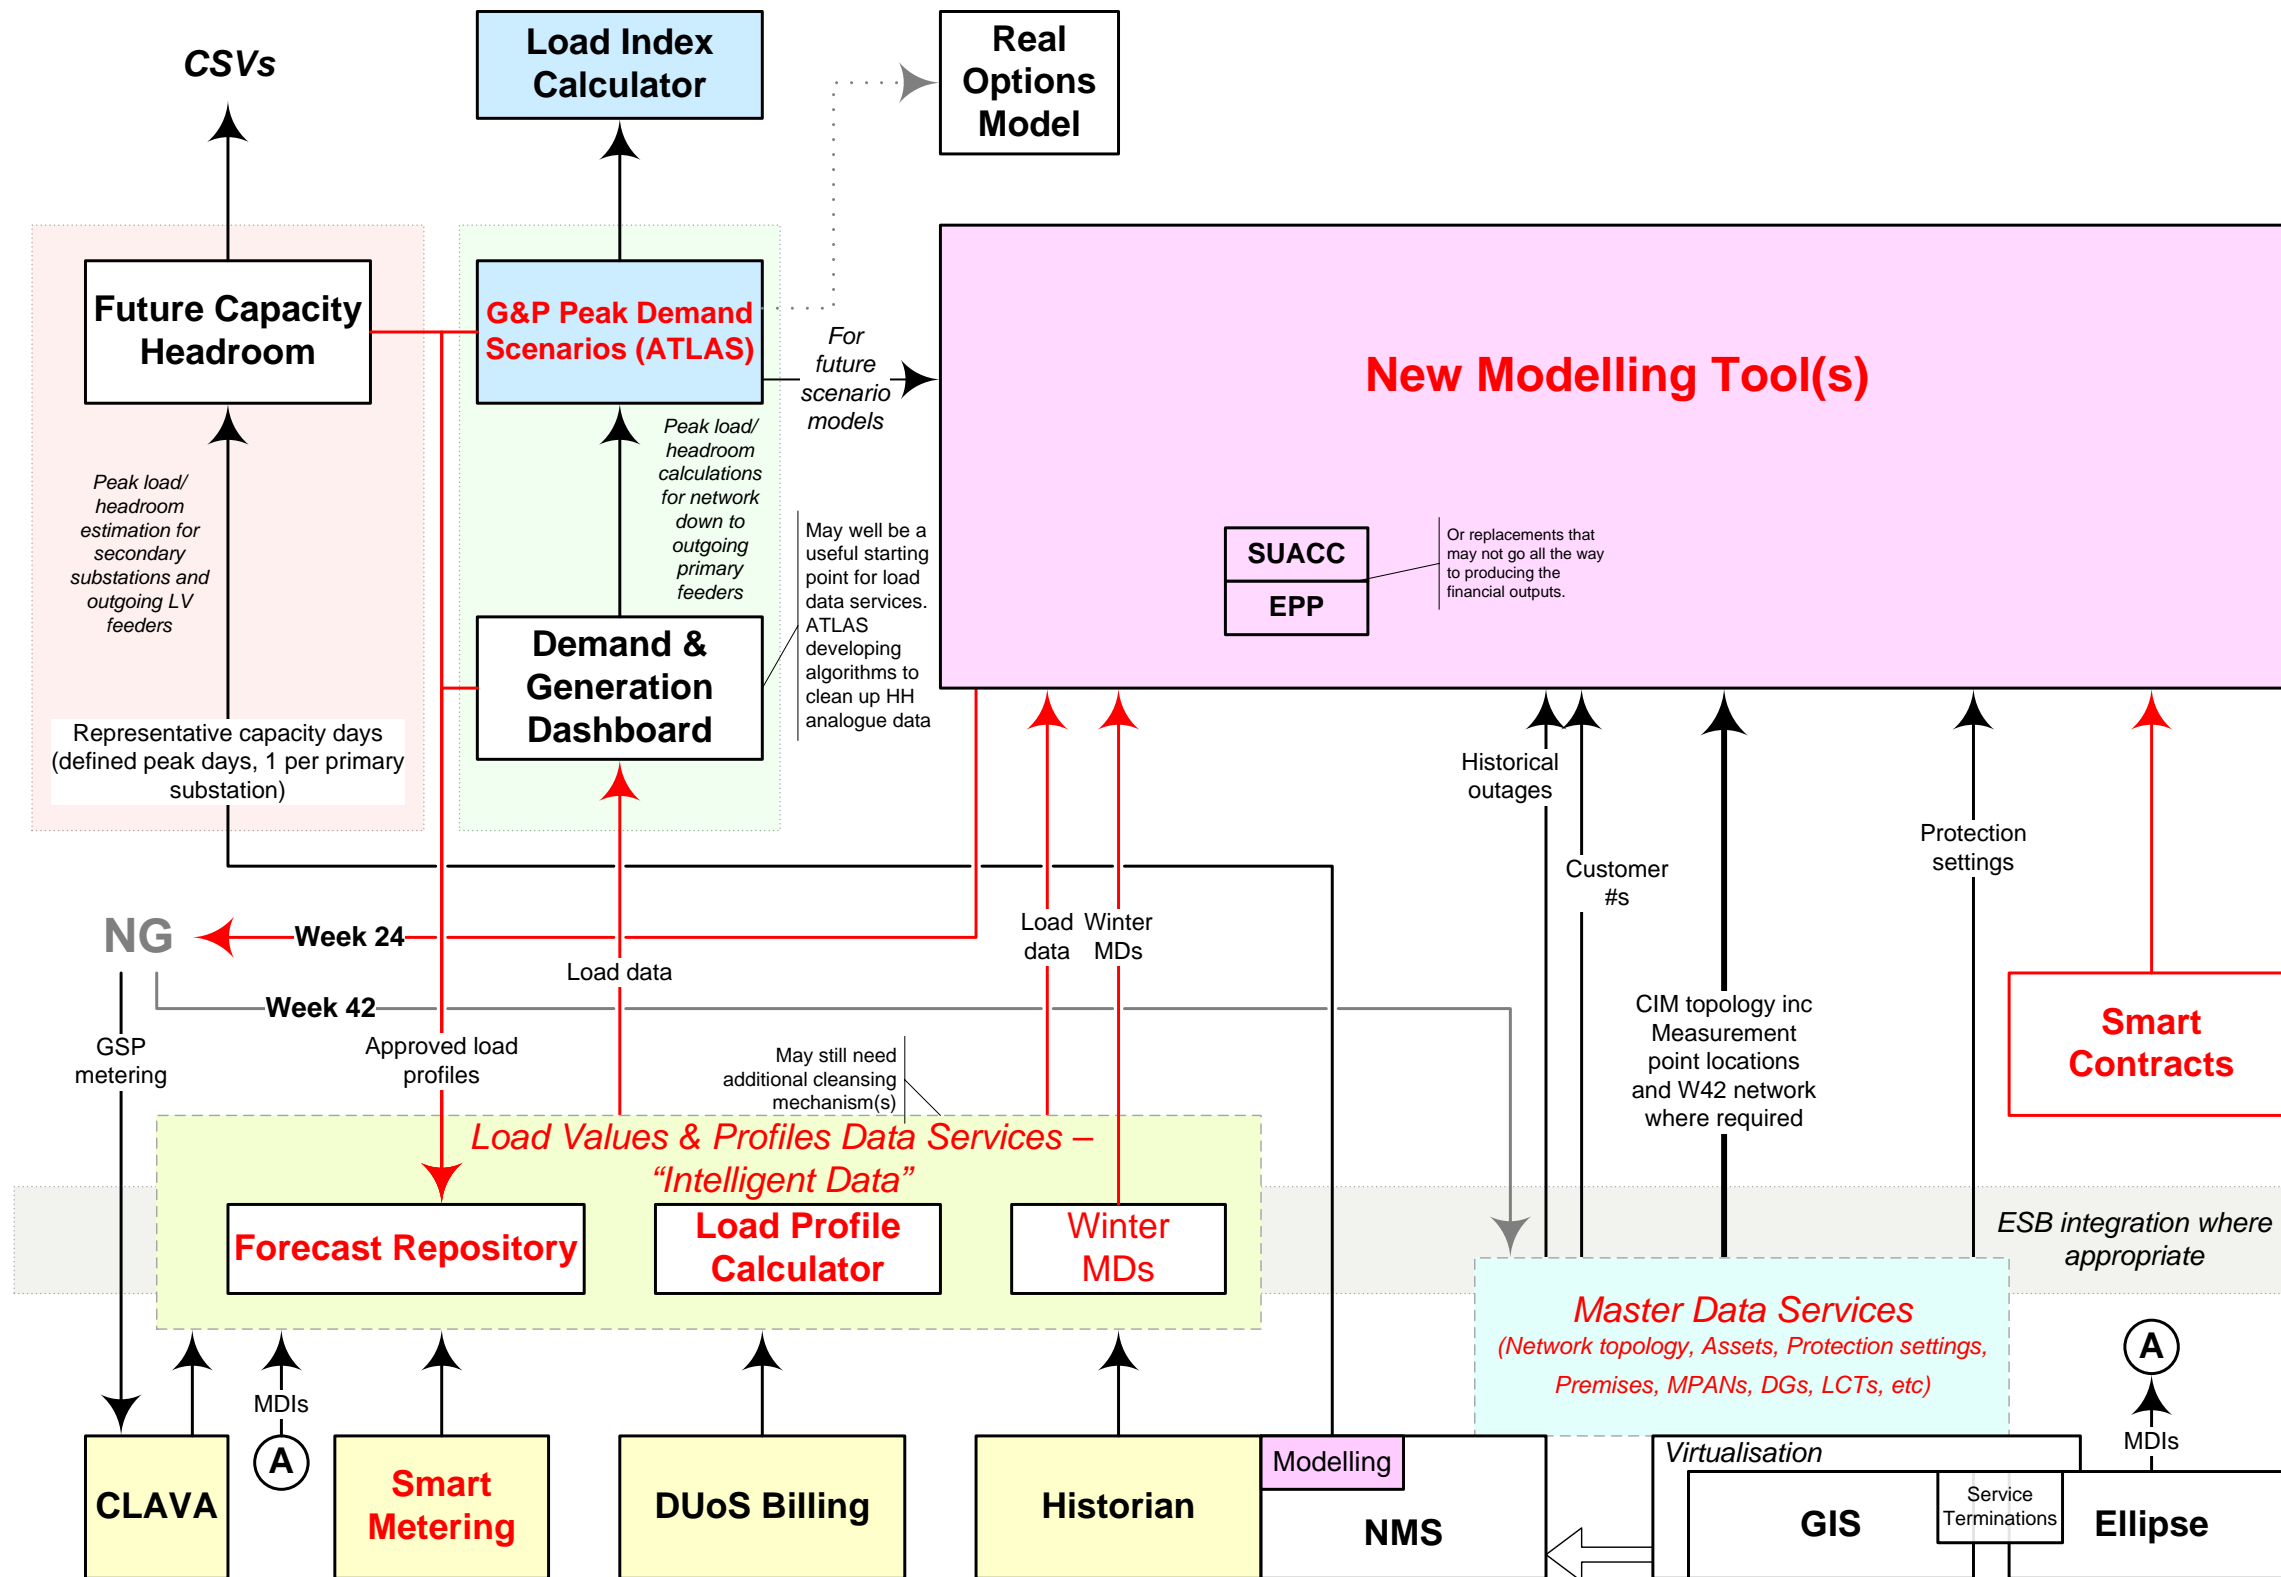 CSVs
Load Index
Calculator
Real
Options
Model
Future Capacity
Headroom
G&P Peak Demand
Scenarios (ATLAS)
For
future
scenario
models
New Modelling Tool(s)
Peak load/
headroom
estimation for
secondary
substations and
outgoing LV
feeders
Peak load/
headroom
calculations
for network
down to
outgoing
primary
feeders
May well be a
useful starting
point for load
data services.
ATLAS
developing
algorithms to
clean up HH
analogue data
SUACC
EPP
Or replacements that
may not go all the way
to producing the
financial outputs.
Demand &
Generation
Dashboard
Representative capacity days
(defined peak days, 1 per primary
substation)
Historical
outages
Customer
#s
Protection
settings
NG
Week 24
Week 42
Load data
Load
data
Winter
MDs
GSP
metering
Approved load
profiles
May still need
additional cleansing
mechanism(s)
CIM topology inc
Measurement
point locations
and W42 network
where required
Smart
Contracts
Load Values & Profiles Data Services –
“Intelligent Data”
Forecast Repository
Load Profile
Calculator
Winter
MDs
ESB integration where
appropriate
Master Data Services
(Network topology, Assets, Protection settings,
Premises, MPANs, DGs, LCTs, etc)
A
MDIs
MDIs
A
CLAVA
Smart
Metering
DUoS Billing
Historian
Modelling
NMS
Virtualisation
GIS
Service
Terminations
Ellipse